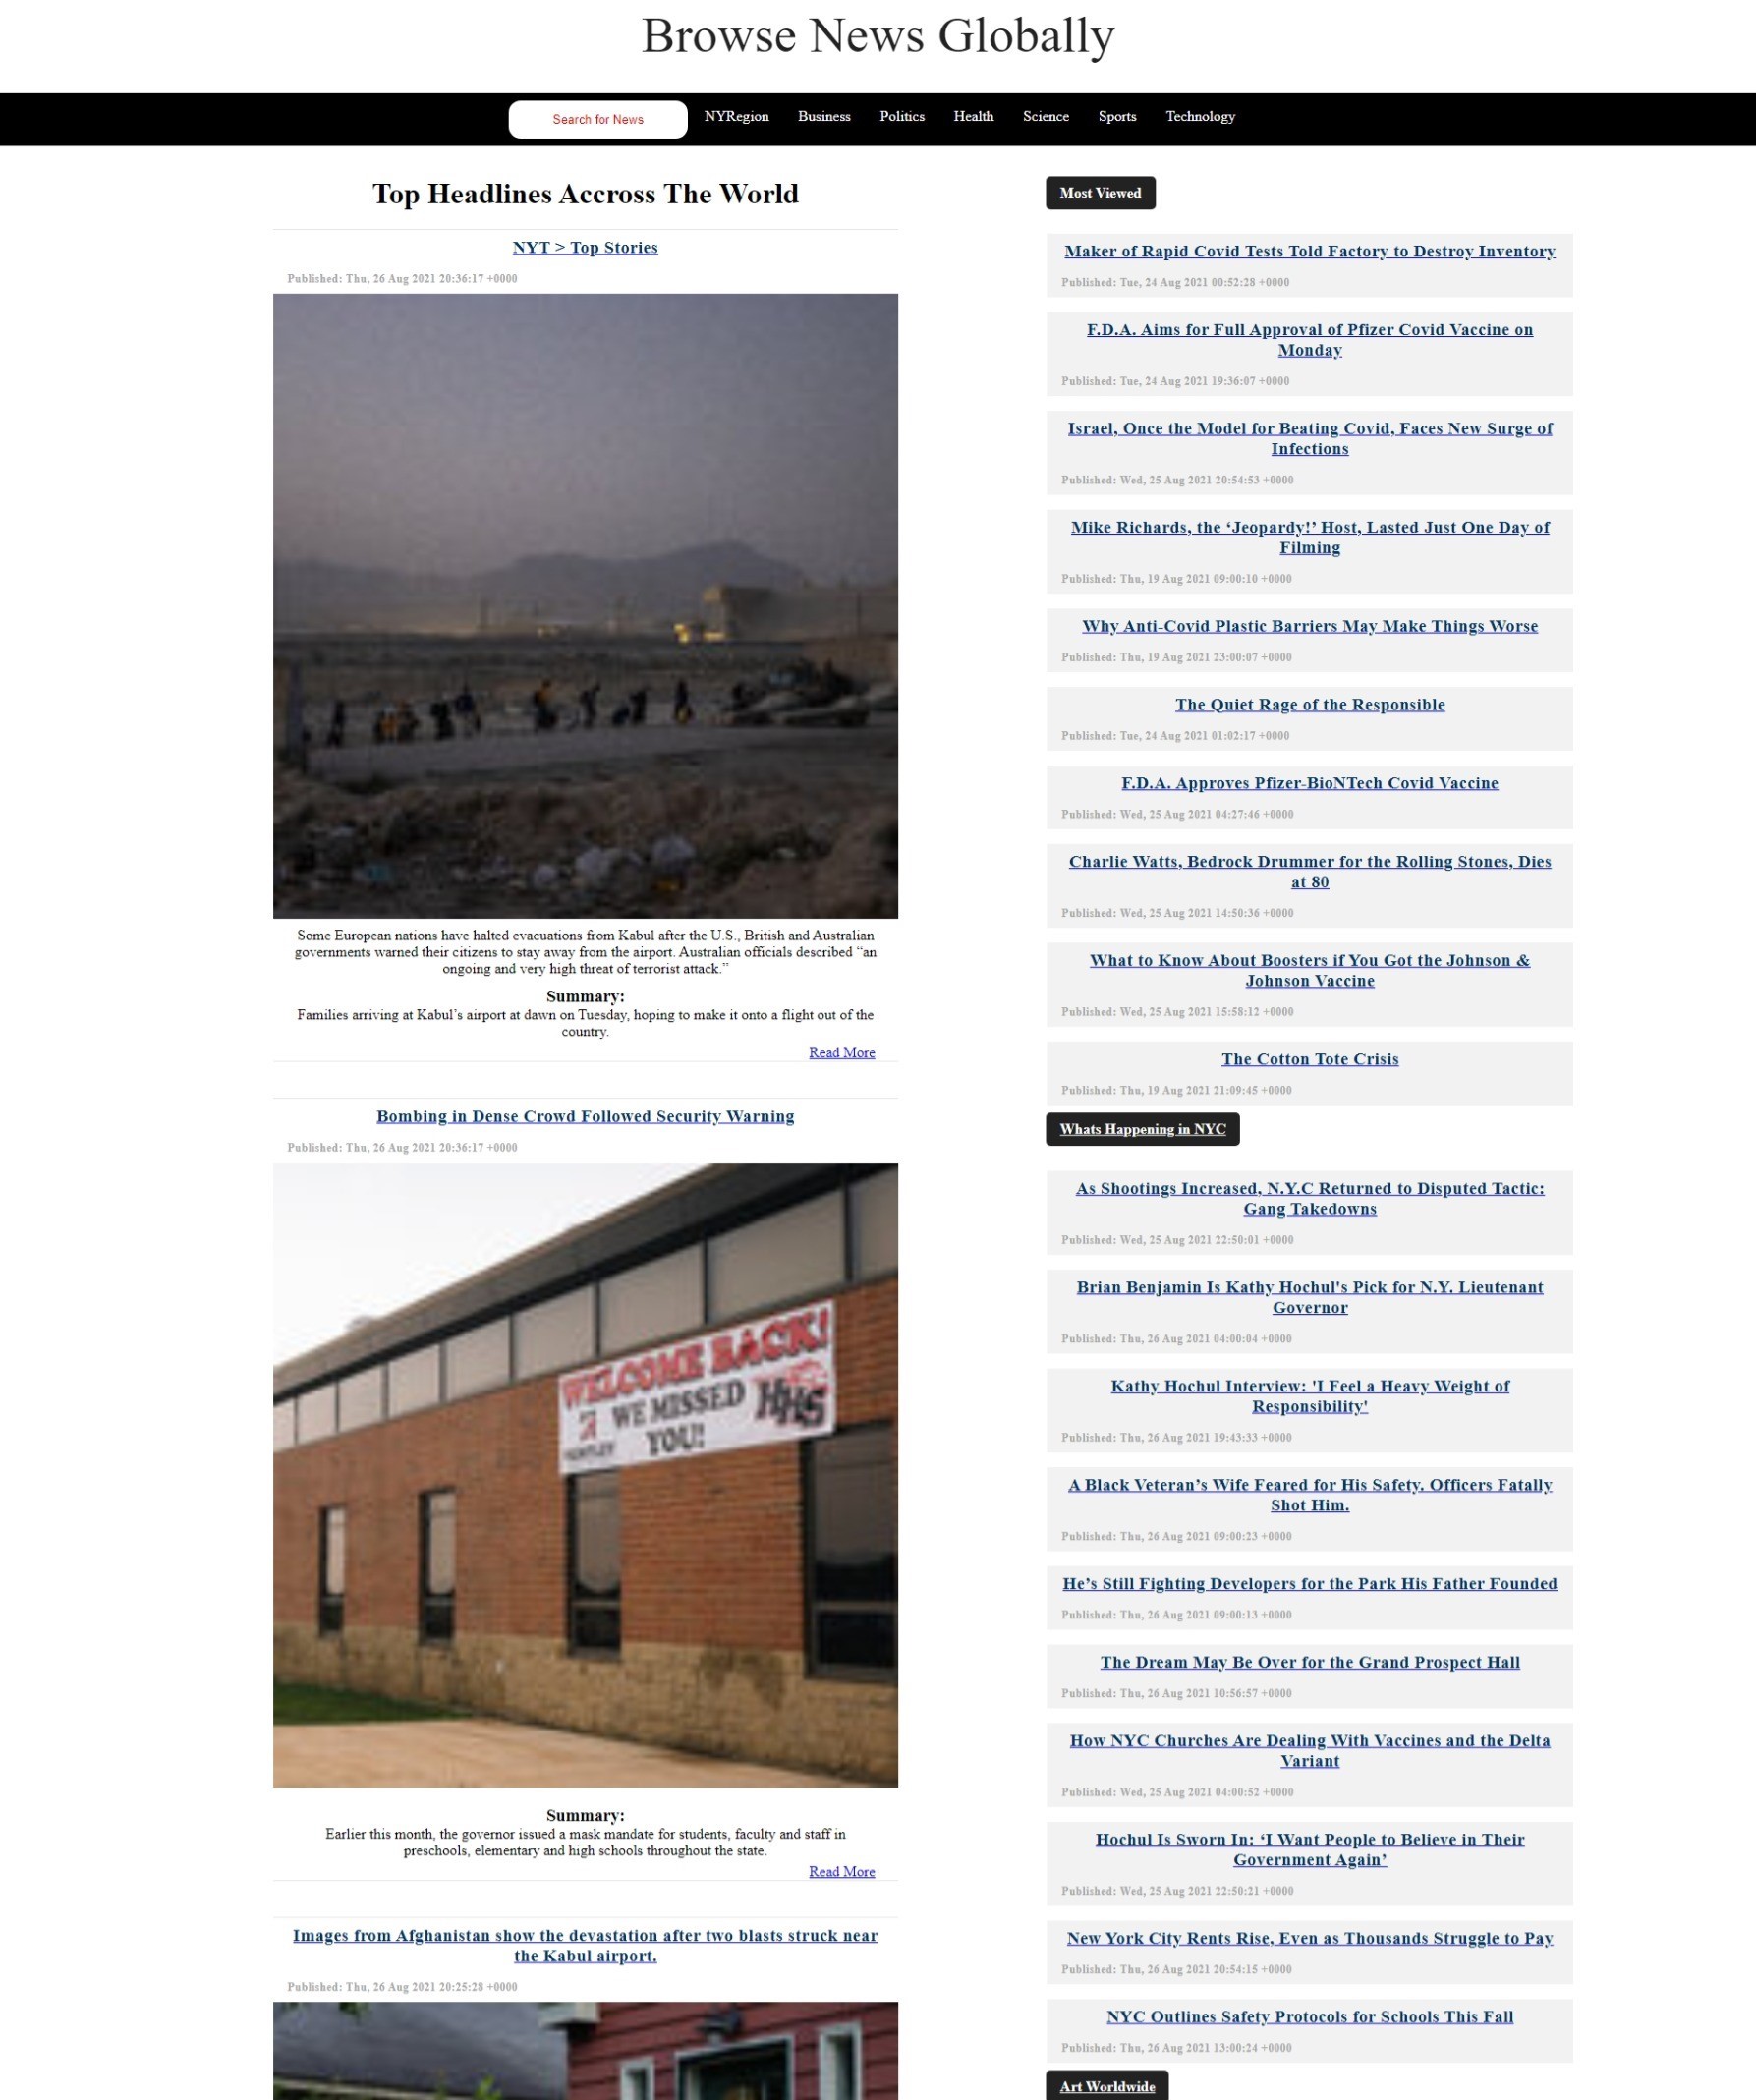 Browse News Globally
Search for News
NYRegion
Business
Politics
Health
Science
Sports
Technology
Top Headlines Accross The World
NYT > Top Stories
Published: Thu, 26 Aug 2021 20:36:17 +0000
Some European nations have halted evacuations from Kabul after the U.S., British and Australian
governments warned their citizens to stay away from the airport. Australian officials described “an
ongoing and very high threat of terrorist attack.”
Summary:
Families arriving at Kabul’s airport at dawn on Tuesday, hoping to make it onto a flight out of the
country.
Read More
Bombing in Dense Crowd Followed Security Warning
Published: Thu, 26 Aug 2021 20:36:17 +0000
WELCOME BACK!
WE MISSED
YOU!
HHS
Summary:
Earlier this month, the governor issued a mask mandate for students, faculty and staff in
preschools, elementary and high schools throughout the state.
Read More
Images from Afghanistan show the devastation after two blasts struck near
the Kabul airport.
Published: Thu, 26 Aug 2021 20:25:28 +0000
Most Viewed
Maker of Rapid Covid Tests Told Factory to Destroy Inventory
Published: Tue, 24 Aug 2021 00:52:28 +0000
F.D.A. Aims for Full Approval of Pfizer Covid Vaccine on
Monday
Published: Tue, 24 Aug 2021 19:36:07 +0000
Israel, Once the Model for Beating Covid, Faces New Surge of
Infections
Published: Wed, 25 Aug 2021 20:54:53 +0000
Mike Richards, the ‘Jeopardy!’ Host, Lasted Just One Day of
Filming
Published: Thu, 19 Aug 2021 09:00:10 +0000
Why Anti-Covid Plastic Barriers May Make Things Worse
Published: Thu, 19 Aug 2021 23:00:07 +0000
The Quiet Rage of the Responsible
Published: Tue, 24 Aug 2021 01:02:17 +0000
F.D.A. Approves Pfizer-BioNTech Covid Vaccine
Published: Wed, 25 Aug 2021 04:27:46 +0000
Charlie Watts, Bedrock Drummer for the Rolling Stones, Dies
at 80
Published: Wed, 25 Aug 2021 14:50:36 +0000
What to Know About Boosters if You Got the Johnson &
Johnson Vaccine
Published: Wed, 25 Aug 2021 15:58:12 +0000
The Cotton Tote Crisis
Published: Thu, 19 Aug 2021 21:09:45 +0000
Whats Happening in NYC
As Shootings Increased, N.Y.C Returned to Disputed Tactic:
Gang Takedowns
Published: Wed, 25 Aug 2021 22:50:01 +0000
Brian Benjamin Is Kathy Hochul's Pick for N.Y. Lieutenant
Governor
Published: Thu, 26 Aug 2021 04:00:04 +0000
Kathy Hochul Interview: 'I Feel a Heavy Weight of
Responsibility'
Published: Thu, 26 Aug 2021 19:43:33 +0000
A Black Veteran’s Wife Feared for His Safety. Officers Fatally
Shot Him.
Published: Thu, 26 Aug 2021 09:00:23 +0000
He’s Still Fighting Developers for the Park His Father Founded
Published: Thu, 26 Aug 2021 09:00:13 +0000
The Dream May Be Over for the Grand Prospect Hall
Published: Thu, 26 Aug 2021 10:56:57 +0000
How NYC Churches Are Dealing With Vaccines and the Delta
Variant
Published: Wed, 25 Aug 2021 04:00:52 +0000
Hochul Is Sworn In: ‘I Want People to Believe in Their
Government Again’
Published: Wed, 25 Aug 2021 22:50:21 +0000
New York City Rents Rise, Even as Thousands Struggle to Pay
Published: Thu, 26 Aug 2021 20:54:15 +0000
NYC Outlines Safety Protocols for Schools This Fall
Published: Thu, 26 Aug 2021 13:00:24 +0000
Art Worldwide